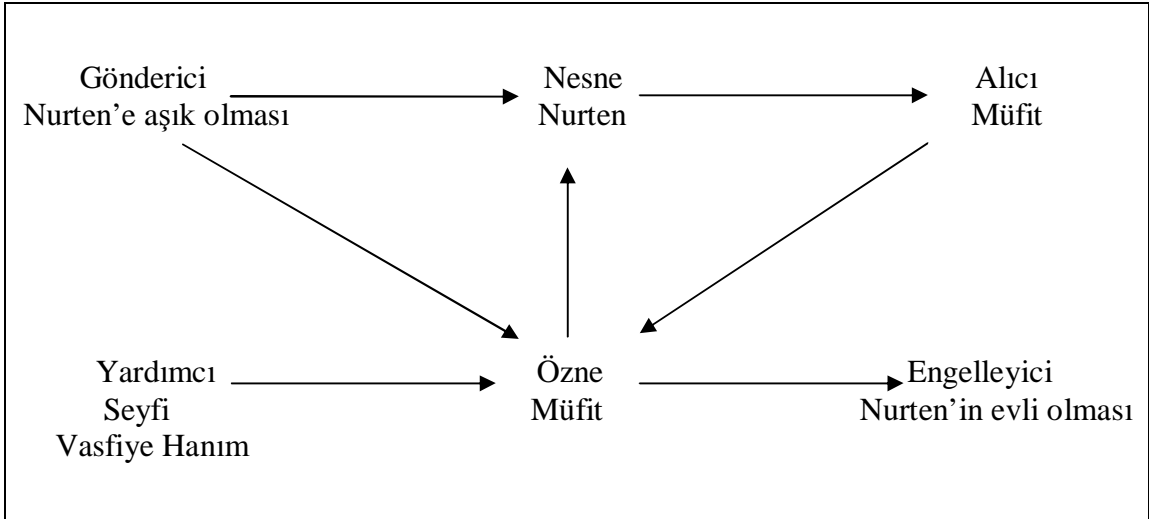 Gönderici
Nurten’e aşık olması
Nesne
Nurten
Alıcı
Müfit
Yardımcı
Seyfi
Vasfiye Hanım
Özne
Müfit
Engelleyici
Nurten’in evli olması